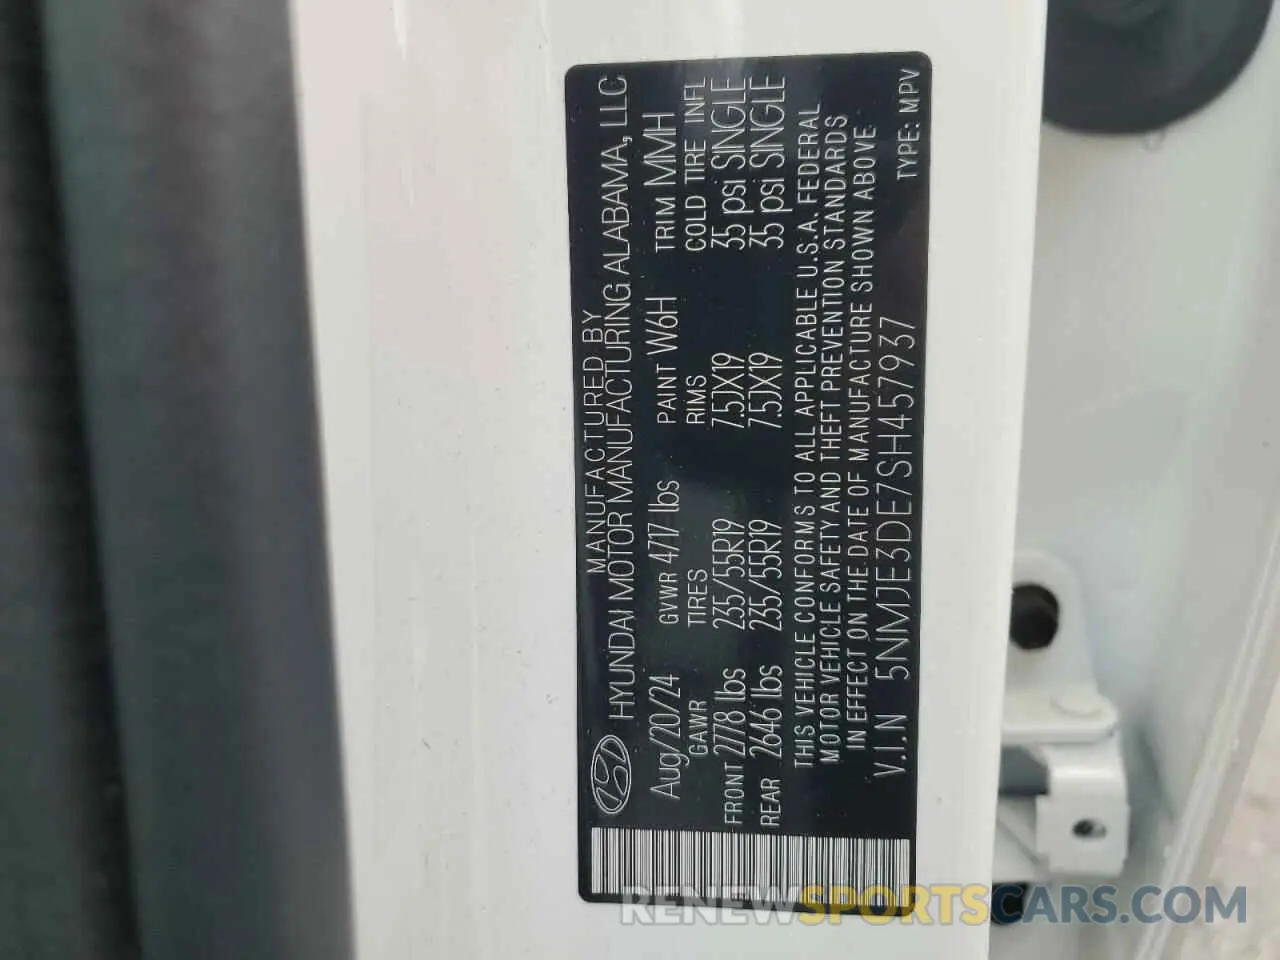 MANUFACTURED BY
HYUNDAI MOTOR MANUFACTURING ALABAMA, LLC
Aug/20/24 GVWR 4717 lbs PAINT W6H TRIM MMH
GAWR TIRES RIMS COLD TIRE INFL
FRONT 2778 lbs 235/55R19 7.5JX19 35 psi SINGLE
REAR 2646 lbs 235/55R19 7.5JX19 35 psi SINGLE
THIS VEHICLE CONFORMS TO ALL APPLICABLE U.S.A. FEDERAL
MOTOR VEHICLE SAFETY AND THEFT PREVENTION STANDARDS
IN EFFECT ON THE DATE OF MANUFACTURE SHOWN ABOVE
V.I.N 5NMJE3DE7SH457937 TYPE: MPV
RENEWSPORTSCARS.COM